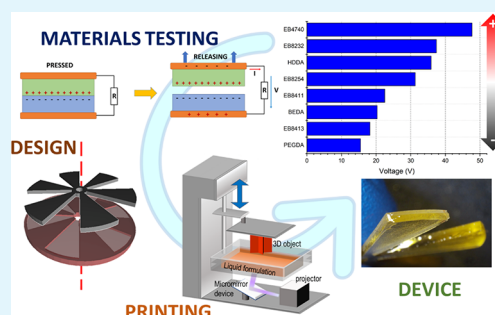 MATERIALS TESTING
PRESSED
R
RELEASING
I
R
V
EB4740
EB8232
HDDA
EB8254
EB8411
BEDA
EB8413
PEGDA
0 10 20 30 40 50
Voltage (V)
+
-
DESIGN
3D object
Liquid formulation
Micromirror
device
projector
PRINTING
DEVICE